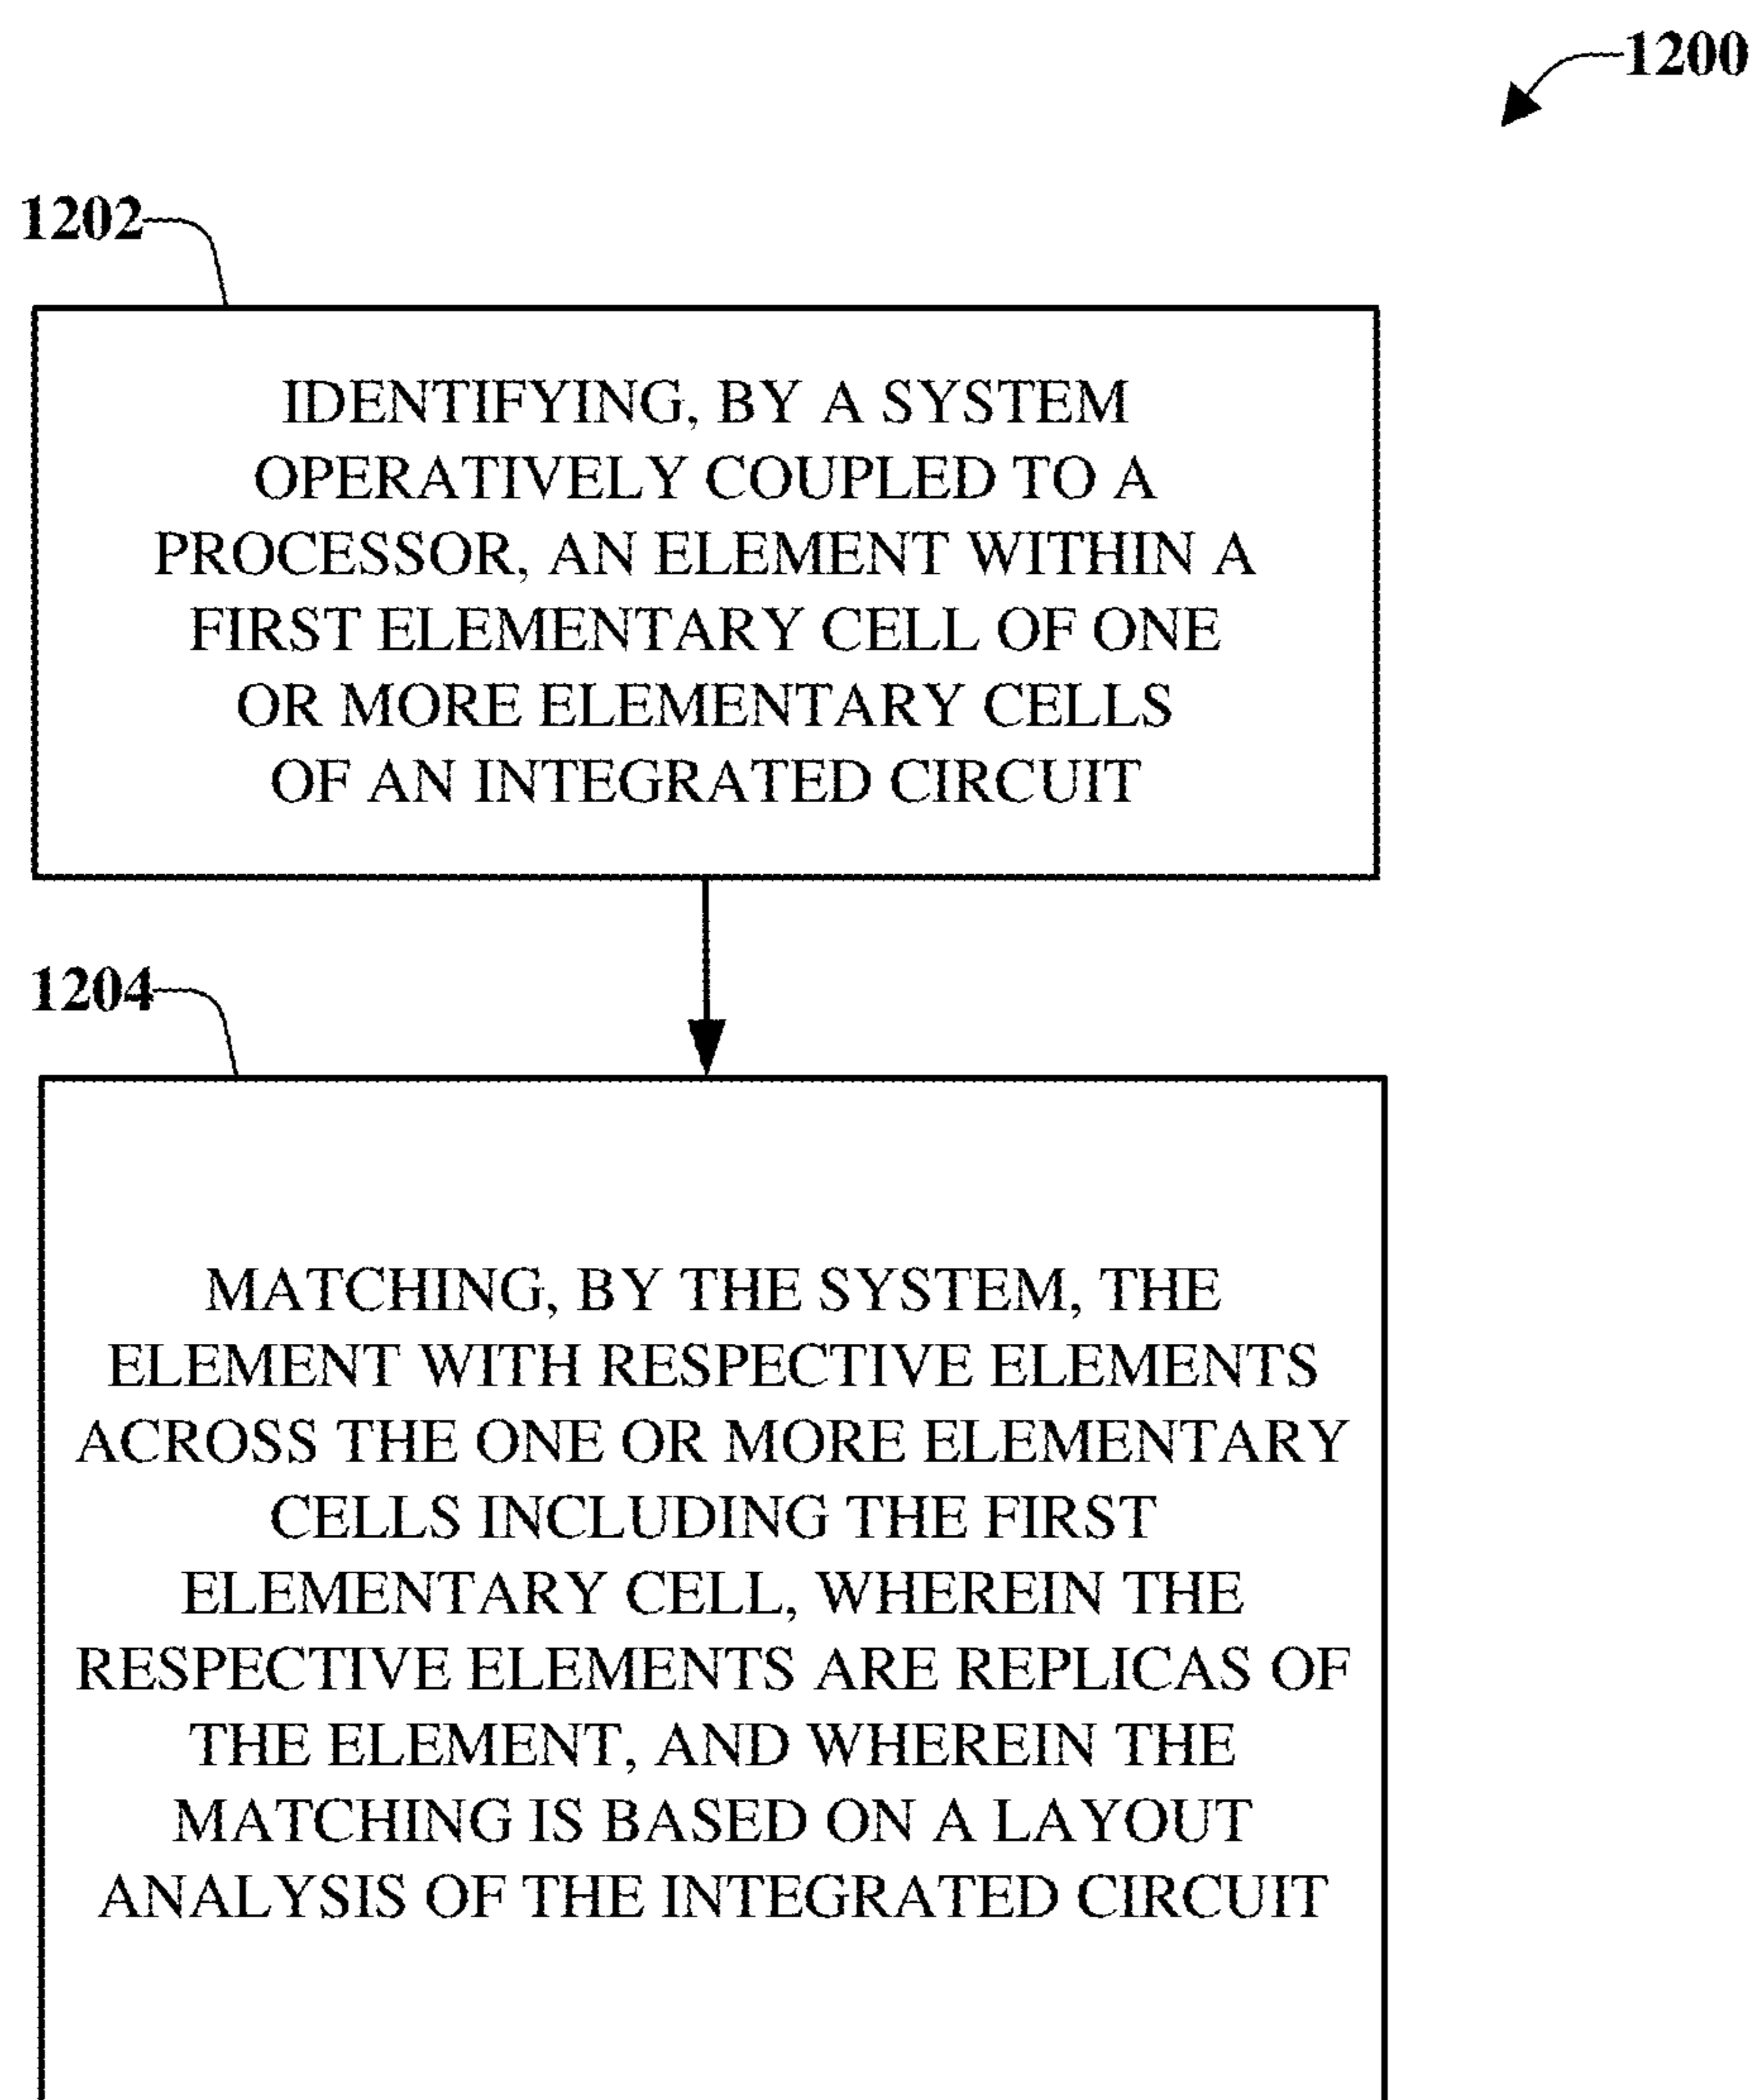 1200
1202
IDENTIFYING, BY A SYSTEM
OPERATIVELY COUPLED TO A
PROCESSOR, AN ELEMENT WITHIN A
FIRST ELEMENTARY CELL OF ONE
OR MORE ELEMENTARY CELLS
OF AN INTEGRATED CIRCUIT
1204
MATCHING, BY THE SYSTEM, THE
ELEMENT WITH RESPECTIVE ELEMENTS
ACROSS THE ONE OR MORE ELEMENTARY
CELLS INCLUDING THE FIRST
ELEMENTARY CELL, WHEREIN THE
RESPECTIVE ELEMENTS ARE REPLICAS OF
THE ELEMENT, AND WHEREIN THE
MATCHING IS BASED ON A LAYOUT
ANALYSIS OF THE INTEGRATED CIRCUIT